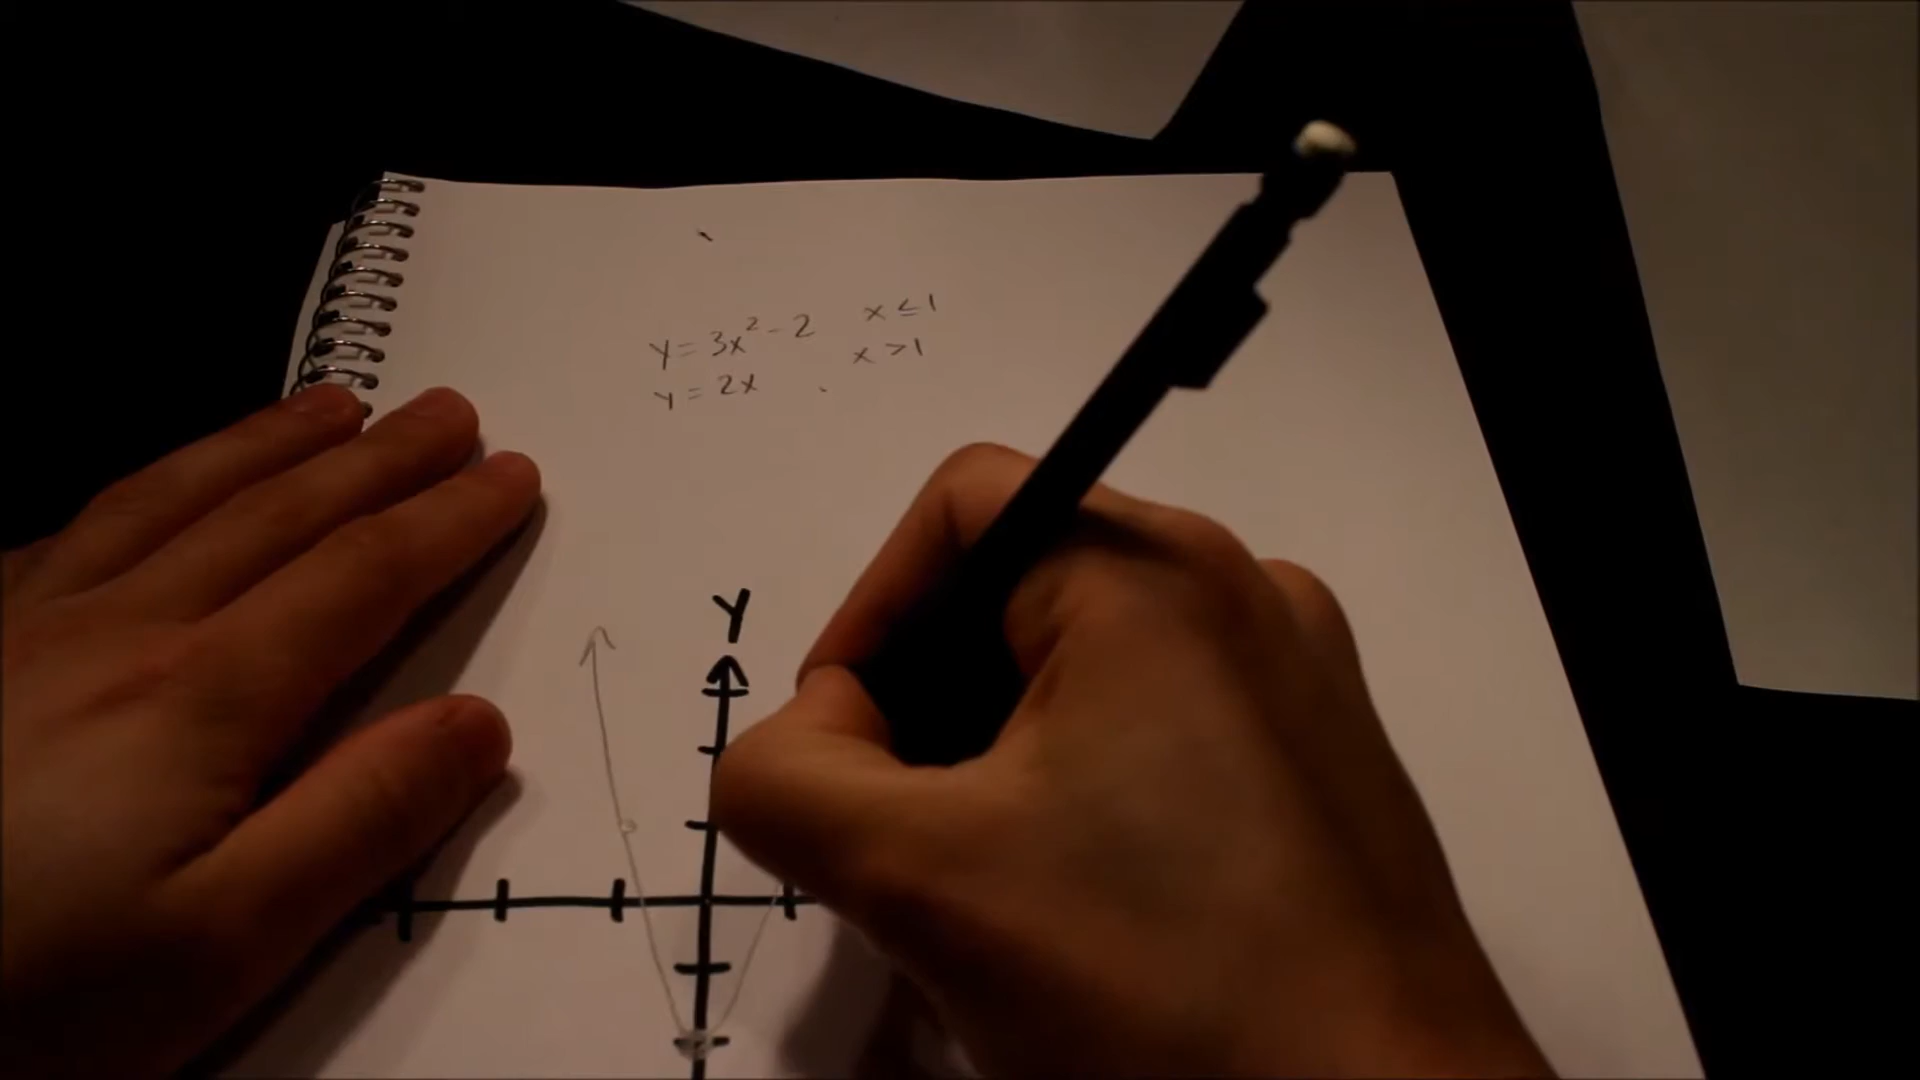 y = 3x² - 2 x ≤ 1
y = 2x x > 1
Y